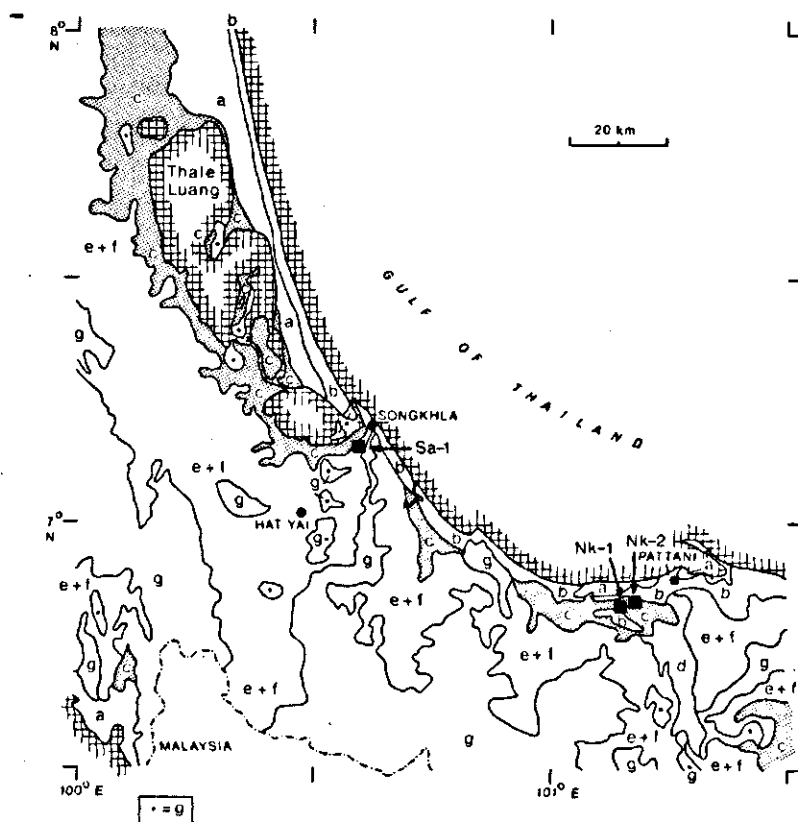 b
8°
N
a
c
20 km
Thale
Luang
c
c
e+f
c
GULF OF THAILAND
g
a
c
c
c
b
SONGKHLA
Sa-1
b
e+f
g
g
HAT YAI
7°
N
g
b
g
g
Nk-1
Nk-2
PATTANI
a
a
b
b
b
e+f
g
e+f
c
c
b
c
e+f
e+f
g
c
d
g
e+f
e+f
a
g
e+f
c
MALAYSIA
g
g
g
e+f
100° E
101° E
• = g